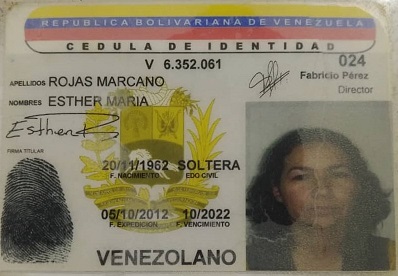 REPUBLICA BOLIVARIANA DE VENEZUELA
CEDULA DE IDENTIDAD
V 6.352.061 024
APELLIDOS ROJAS MARCANO Fabricio Pérez
NOMBRES ESTHER MARIA Director
Esther R
FIRMA TITULAR
20/11/1962 SOLTERA
F. NACIMIENTO EDO CIVIL
05/10/2012 10/2022
F. EXPEDICION F. VENCIMIENTO
VENEZOLANO